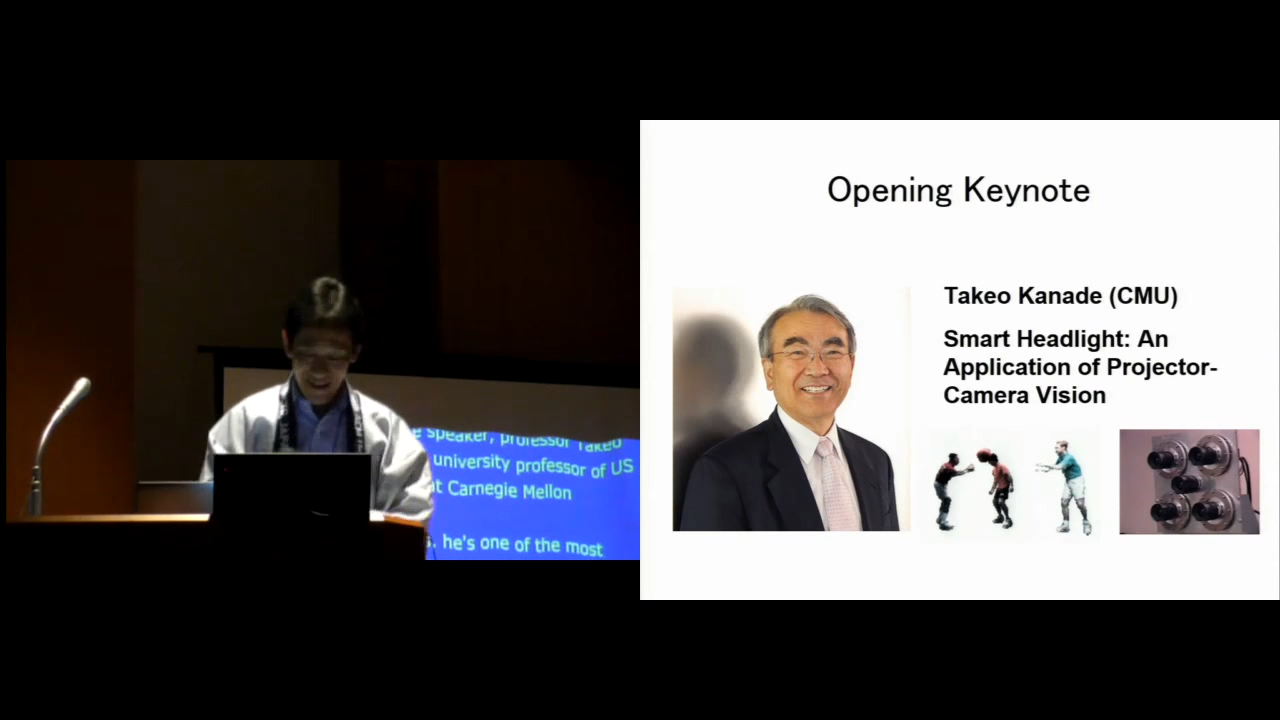 e speaker, professor Takeo
university professor of US
t Carnegie Mellon
. he's one of the most
Opening Keynote
Takeo Kanade (CMU)
Smart Headlight: An
Application of Projector-
Camera Vision